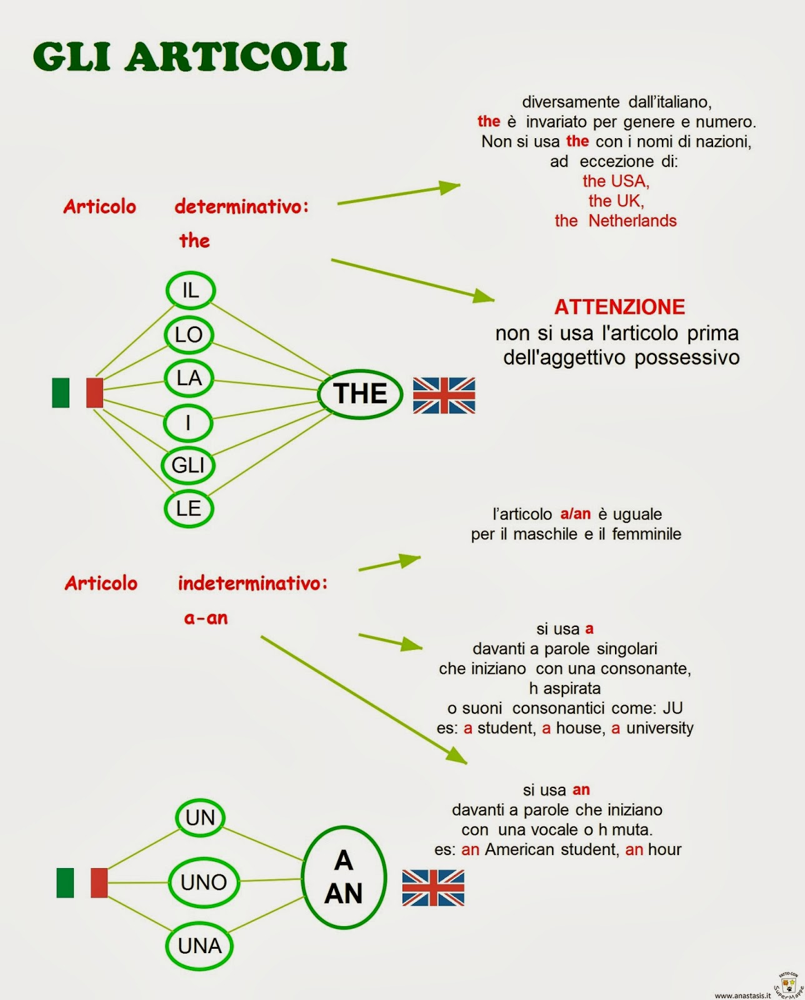 GLI ARTICOLI
diversamente dall'italiano,
the è invariato per genere e numero.
Non si usa the con i nomi di nazioni,
ad eccezione di:
the USA,
the UK,
the Netherlands
Articolo determinativo:
the
ATTENZIONE
non si usa l'articolo prima
dell'aggettivo possessivo
IL
LO
LA
I
GLI
LE
THE
l'articolo a/an è uguale
per il maschile e il femminile
Articolo indeterminativo:
a-an
si usa a
davanti a parole singolari
che iniziano con una consonante,
h aspirata
o suoni consonantici come: JU
es: a student, a house, a university
si usa an
davanti a parole che iniziano
con una vocale o h muta.
es: an American student, an hour
UN
UNO
UNA
A
AN
FATTO CON
SUPERMAPPE
www.anastasis.it